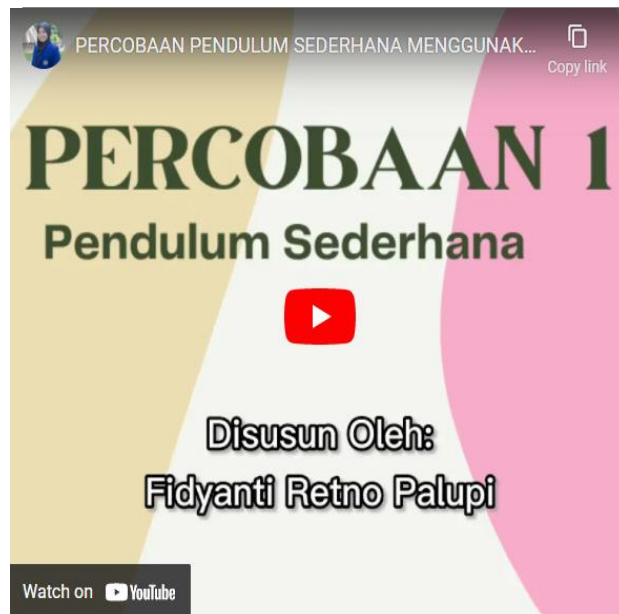 PERCOBAAN PENDULUM SEDERHANA MENGGUNAK...
Copy link
PERCOBAAN 1
Pendulum Sederhana
Disusun Oleh:
Fidyanti Retno Palupi
Watch on YouTube